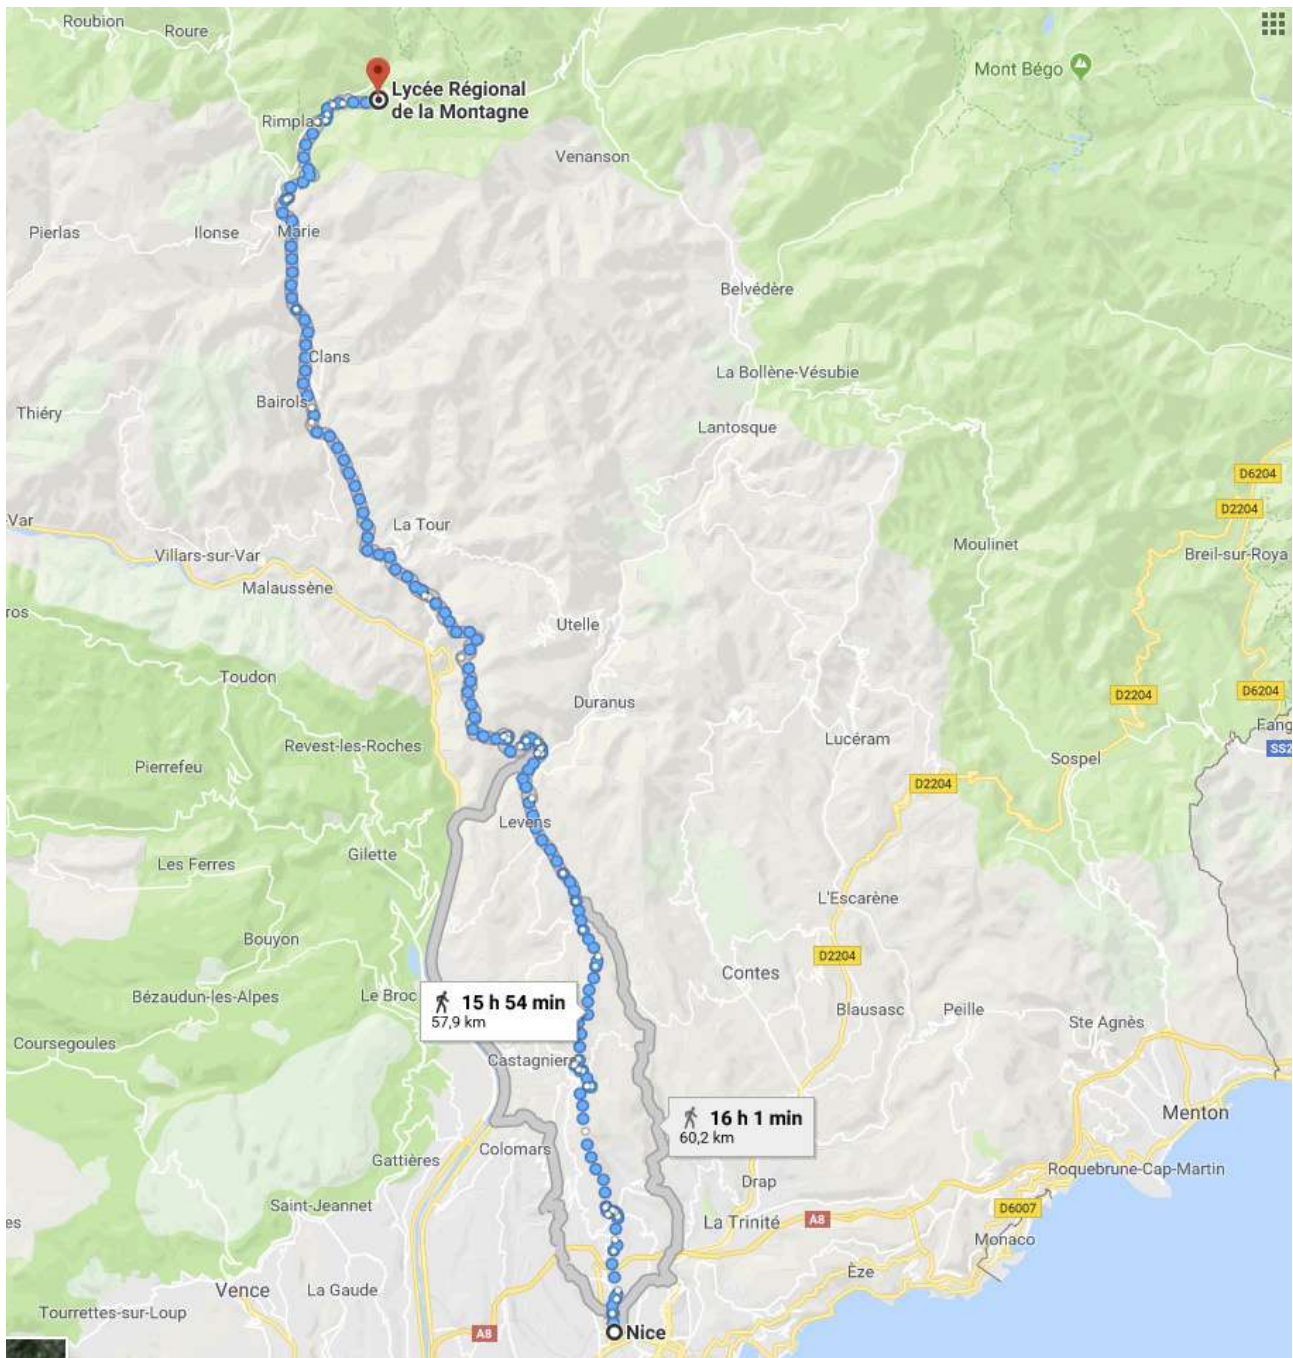 Roubion
Roure
Mont Bégo
Lycée Régional
de la Montagne
Rimplas
Venanson
Pierlas
Ilonse
Marie
Belvédère
Clans
La Bollène-Vésubie
Bairols
Thiéry
Lantosque
D6204
D2204
-Var
La Tour
Moulinet
Breil-sur-Roya
Villars-sur-Var
Malaussène
ros
Utelle
Toudon
D2204
D6204
Duranus
Fang
Revest-les-Roches
Lucéram
SS2
Pierrefeu
Sospel
D2204
Levens
Gilette
Les Ferres
L'Escarène
Bouyon
D2204
Contes
Bézaudun-les-Alpes
Le Broc
15 h 54 min
57,9 km
Blausasc
Peille
Ste Agnès
Coursegoules
Castagniers
16 h 1 min
60,2 km
Menton
Colomars
Gattières
Roquebrune-Cap-Martin
Drap
Saint-Jeannet
D6007
es
La Trinité
A8
Monaco
Èze
Vence
La Gaude
Tourrettes-sur-Loup
A8
Nice